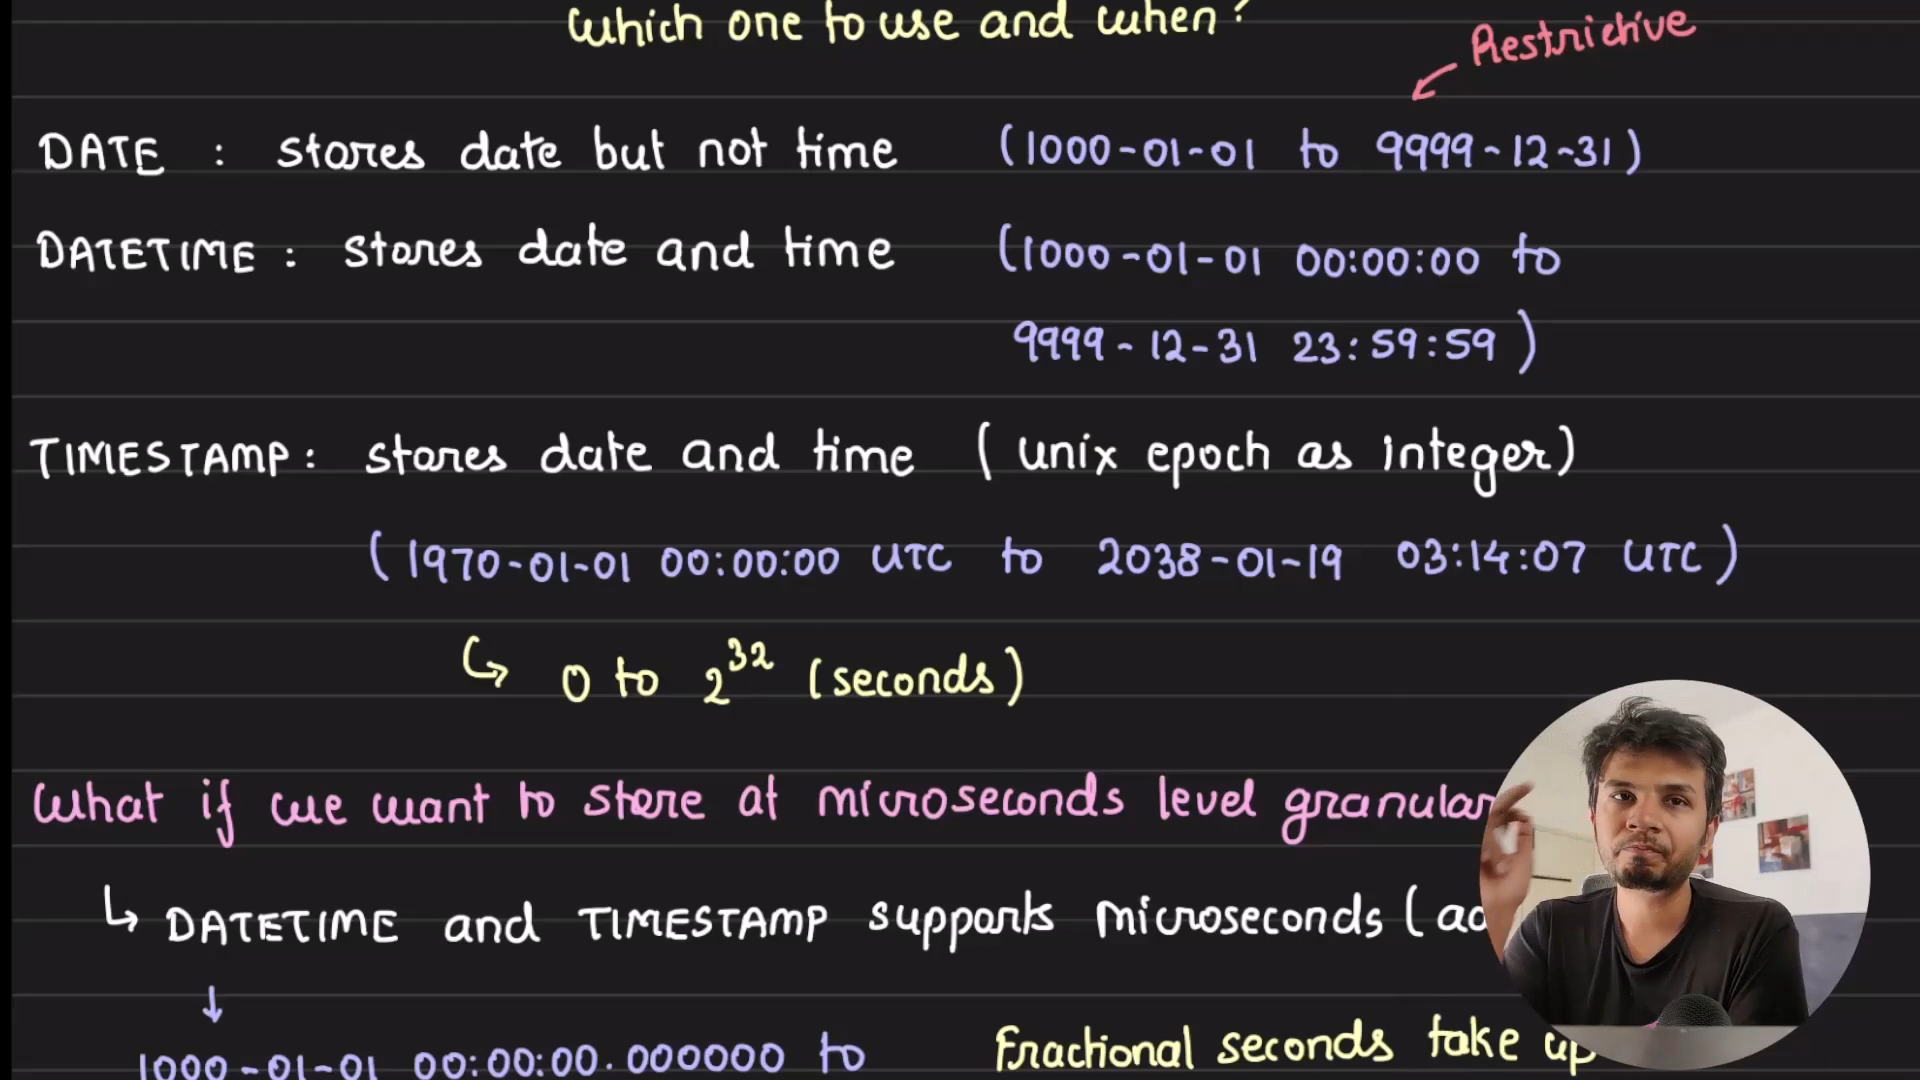 Which one to use and when?
Restrictive
DATE : stores date but not time (1000-01-01 to 9999-12-31)
DATETIME : stores date and time (1000-01-01 00:00:00 to
9999-12-31 23:59:59)
TIMESTAMP : stores date and time (unix epoch as integer)
(1970-01-01 00:00:00 UTC to 2038-01-19 03:14:07 UTC)
↳ 0 to 2^32 (seconds)
What if we want to store at microseconds level
↳ DATETIME and TIMESTAMP supports microseconds (
↓
1000-01-01 00:00:00.000000 to Fractional seconds take up